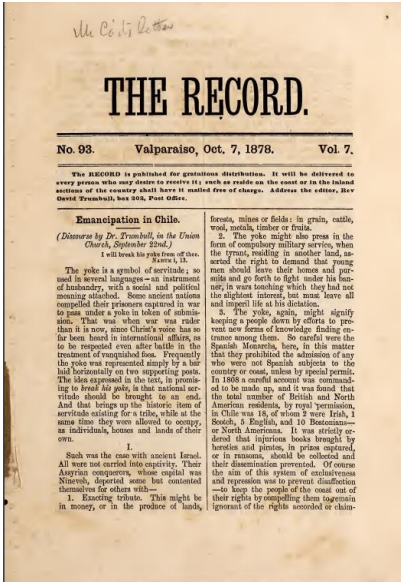 THE RECORD.
No. 93. Valparaiso, Oct. 7, 1878. Vol. 7.
The RECORD is published for gratuitous distribution. It will be delivered to
every person who may desire to receive it; such as reside on the coast or in the inland
sections of the country shall have it mailed free of charge. Address the editor, Rev
David Trumbull, box 202, Post Office.
Emancipation in Chile.
(Discourse by Dr. Trumbull, in the Union
Church, September 22nd.)
I will break his yoke from off thee.
NAHUM i, 13.
The yoke is a symbol of servitude; so
used in several languages—an instrument
of husbandry, with a social and political
meaning attached. Some ancient nations
compelled their prisoners captured in war
to pass under a yoke in token of submis-
sion. That was when war was ruder
than it is now, since Christ's voice has so
far been heard in international affairs, as
to be respected even after battle in the
treatment of vanquished foes. Frequently
the yoke was represented simply by a bar
laid horizontally on two supporting posts.
The idea expressed in the text, in promis-
ing to break his yoke, is that national ser-
vitude should be brought to an end.
And that brings up the historic item of
servitude existing for a tribe, while at the
same time they were allowed to occupy,
as individuals, houses and lands of their
own.
I.
Such was the case with ancient Israel.
All were not carried into captivity. Their
Assyrian conquerors, whose capital was
Nineveh, deported some but contented
themselves for others with—
1. Exacting tribute. This might be
in money, or in the produce of lands,
forests, mines or fields: in grain, cattle,
wool, metals, timber or fruits.
2. The yoke might also press in the
form of compulsory military service, when
the tyrant, residing in another land, as-
serted the right to demand that young
men should leave their homes and pur-
suits and go forth to fight under his ban-
ner, in wars touching which they had not
the slightest interest, but must leave all
and imperil life at his dictation.
3. The yoke, again, might signify
keeping a people down by efforts to pre-
vent new forms of knowledge finding en-
trance among them. So careful were the
Spanish Monarchs, here, in this matter
that they prohibited the admission of any
who were not Spanish subjects to the
country or coast, unless by special permit.
In 1808 a careful account was command-
ed to be made up, and it was found that
the total number of British and North
American residents, by royal permission,
in Chile was 18, of whom 2 were Irish, 1
Scotch, 5 English, and 10 Bostonians—
or North Americans. It was strictly or-
dered that injurious books brought by
heretics and pirates, in prizes captured,
or in ransoms, should be collected and
their dissemination prevented. Of course
the aim of this system of exclusiveness
and repression was to prevent disaffection
—to keep the people of the coast out of
their rights by compelling them to remain
ignorant of the rights accorded or claim-